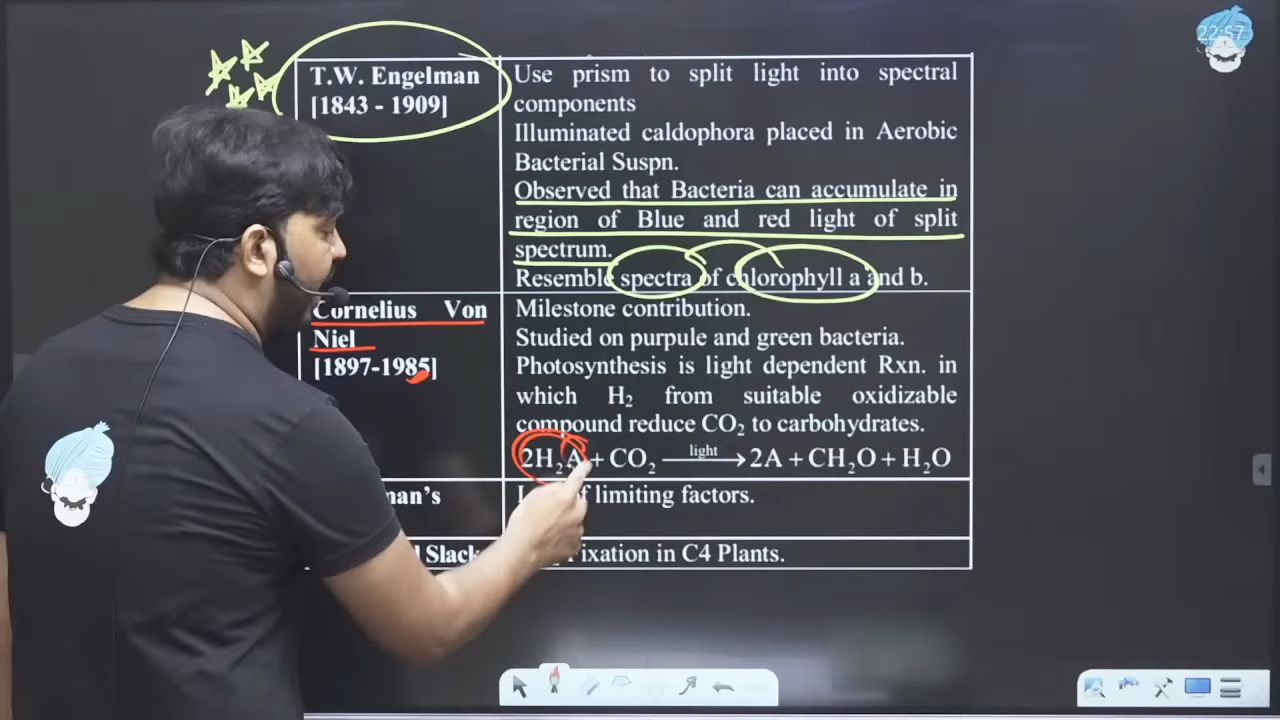 22:57
T.W. Engelman
[1843 - 1909]
Use prism to split light into spectral
components
Illuminated caldophora placed in Aerobic
Bacterial Suspn.
Observed that Bacteria can accumulate in
region of Blue and red light of split
spectrum.
Resemble spectra of chlorophyll a and b.
Cornelius Von
Niel
[1897-1985]
Milestone contribution.
Studied on purpule and green bacteria.
Photosynthesis is light dependent Rxn. in
which H₂ from suitable oxidizable
compound reduce CO₂ to carbohydrates.
2H₂A + CO₂ —light→ 2A + CH₂O + H₂O
limiting factors.
Slack
Fixation in C4 Plants.